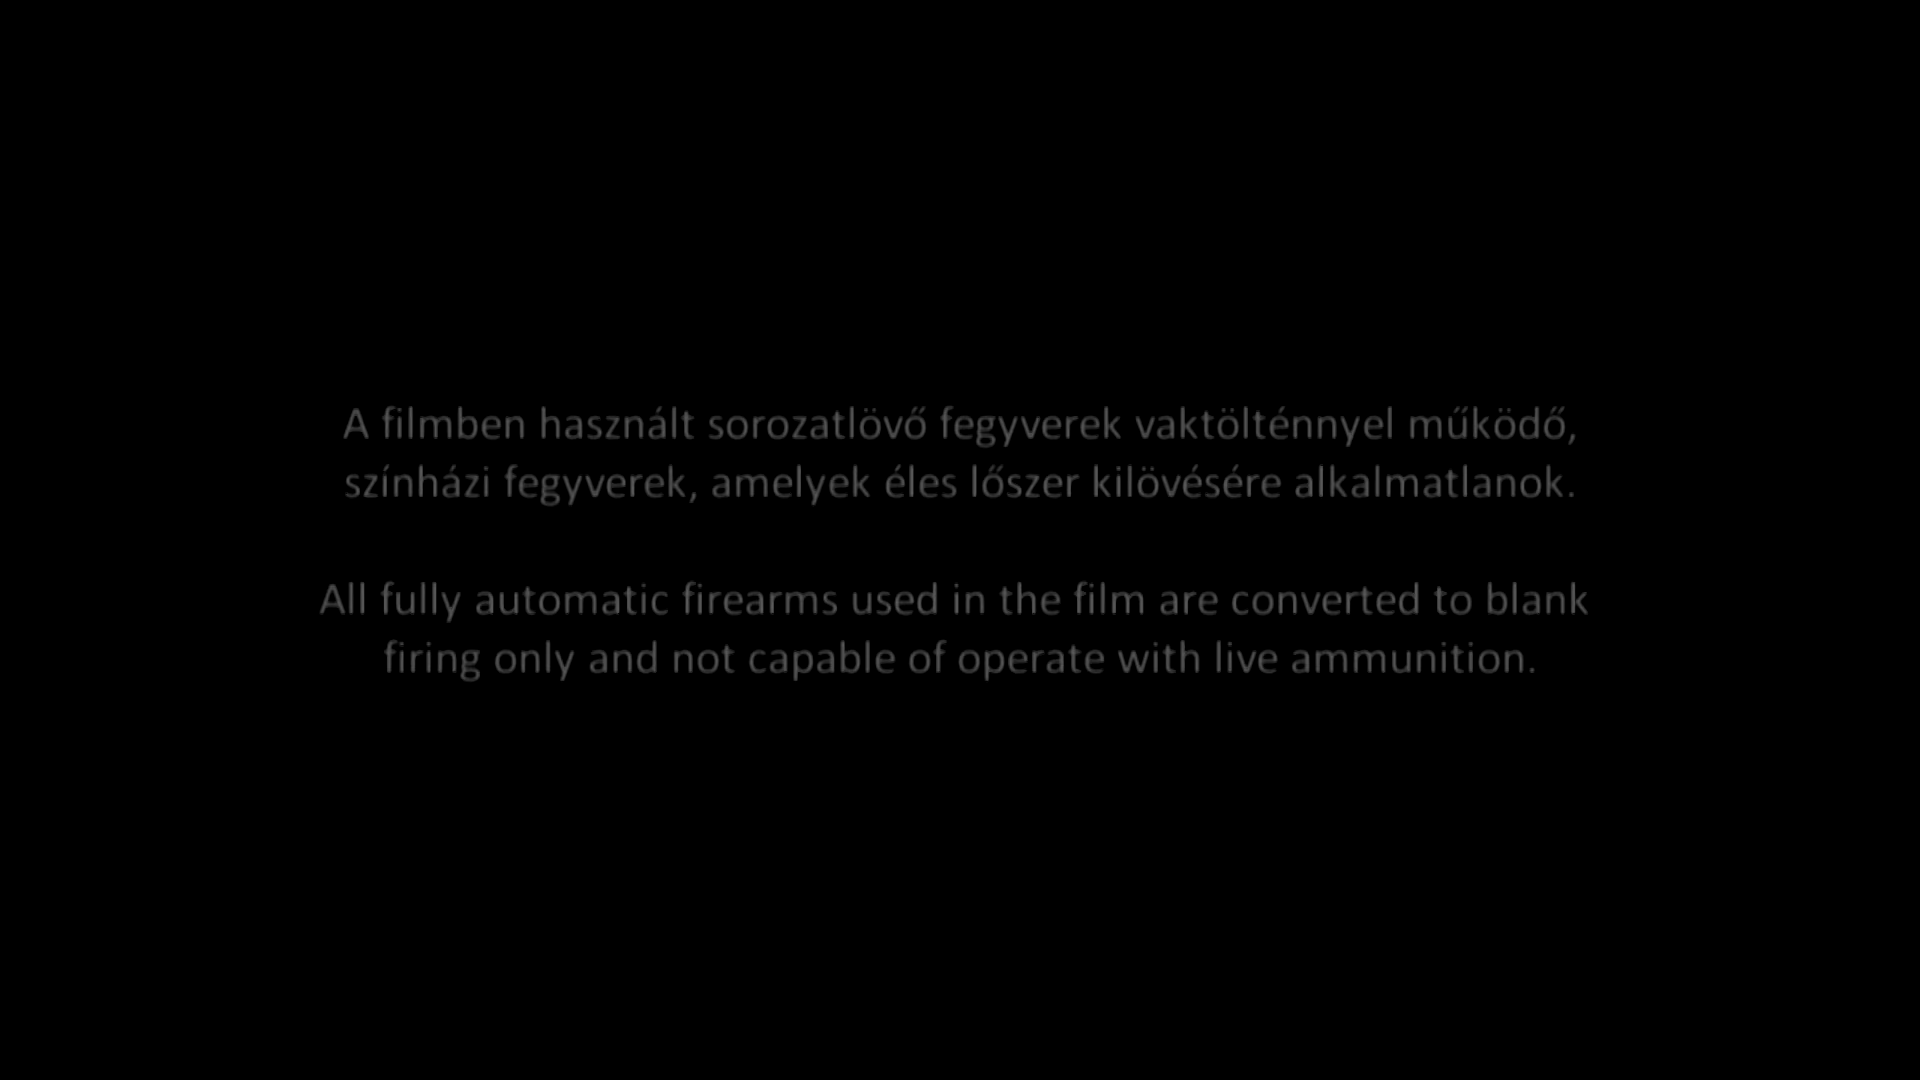 A filmben használt sorozatlövő fegyverek vaktölténnyel működő,
színházi fegyverek, amelyek éles lőszer kilövésére alkalmatlanok.
All fully automatic firearms used in the film are converted to blank
firing only and not capable of operate with live ammunition.